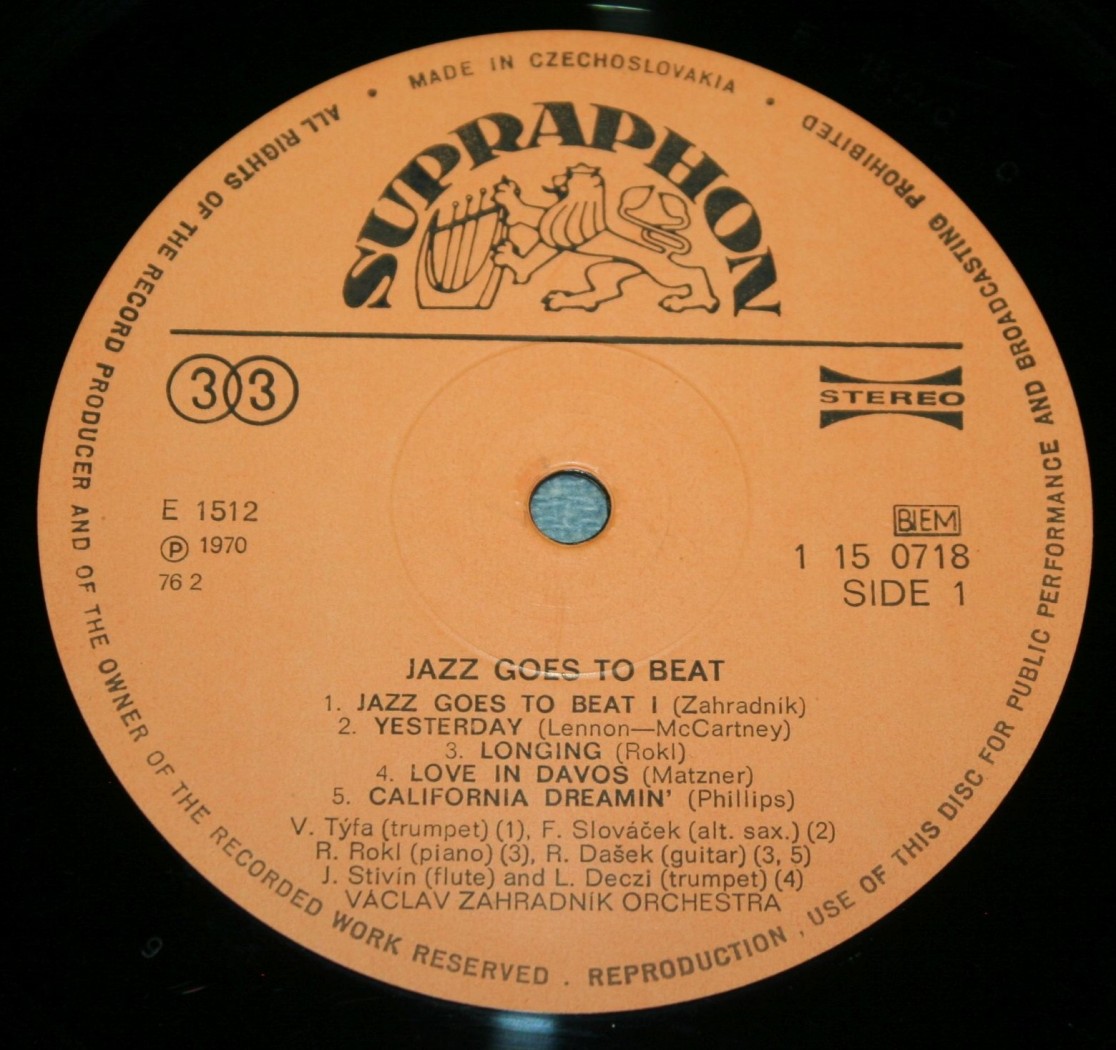 ALL RIGHTS OF THE RECORD PRODUCER AND OF THE OWNER OF THE RECORDED WORK RESERVED . REPRODUCTION , USE OF THIS DISC FOR PUBLIC PERFORMANCE AND BROADCASTING PROHIBITED
• MADE IN CZECHOSLOVAKIA •
SUPRAPHON
33
STEREO
E 1512
℗ 1970
76 2
BIEM
1 15 0718
SIDE 1
JAZZ GOES TO BEAT
1. JAZZ GOES TO BEAT I (Zahradník)
2. YESTERDAY (Lennon—McCartney)
3. LONGING (Rokl)
4. LOVE IN DAVOS (Matzner)
5. CALIFORNIA DREAMIN' (Phillips)
V. Týfa (trumpet) (1), F. Slováček (alt. sax.) (2)
R. Rokl (piano) (3), R. Dašek (guitar) (3, 5)
J. Stivín (flute) and L. Deczi (trumpet) (4)
VÁCLAV ZAHRADNÍK ORCHESTRA